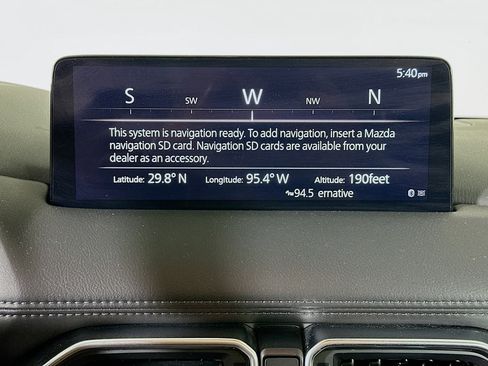 5:40pm
S SW W NW N
This system is navigation ready. To add navigation, insert a Mazda
navigation SD card. Navigation SD cards are available from your
dealer as an accessory.
Latitude: 29.8° N Longitude: 95.4° W Altitude: 190feet
94.5 ernative